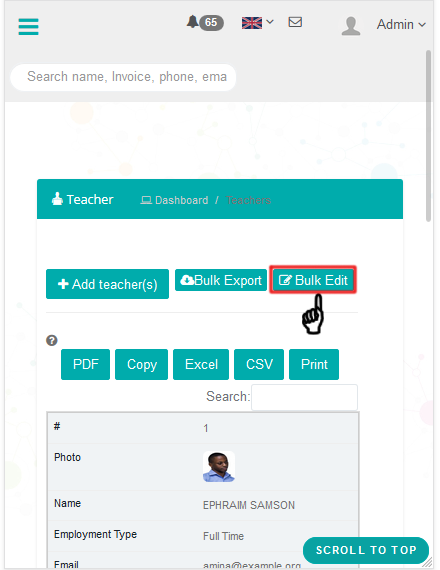 65
Admin
Search name, Invoice, phone, ema
Teacher
Dashboard / Teachers
Add teacher(s)
Bulk Export
Bulk Edit
PDF
Copy
Excel
CSV
Print
Search:
# 1
Photo
Name EPHRAIM SAMSON
Employment Type Full Time
Email amina@example.org
SCROLL TO TOP